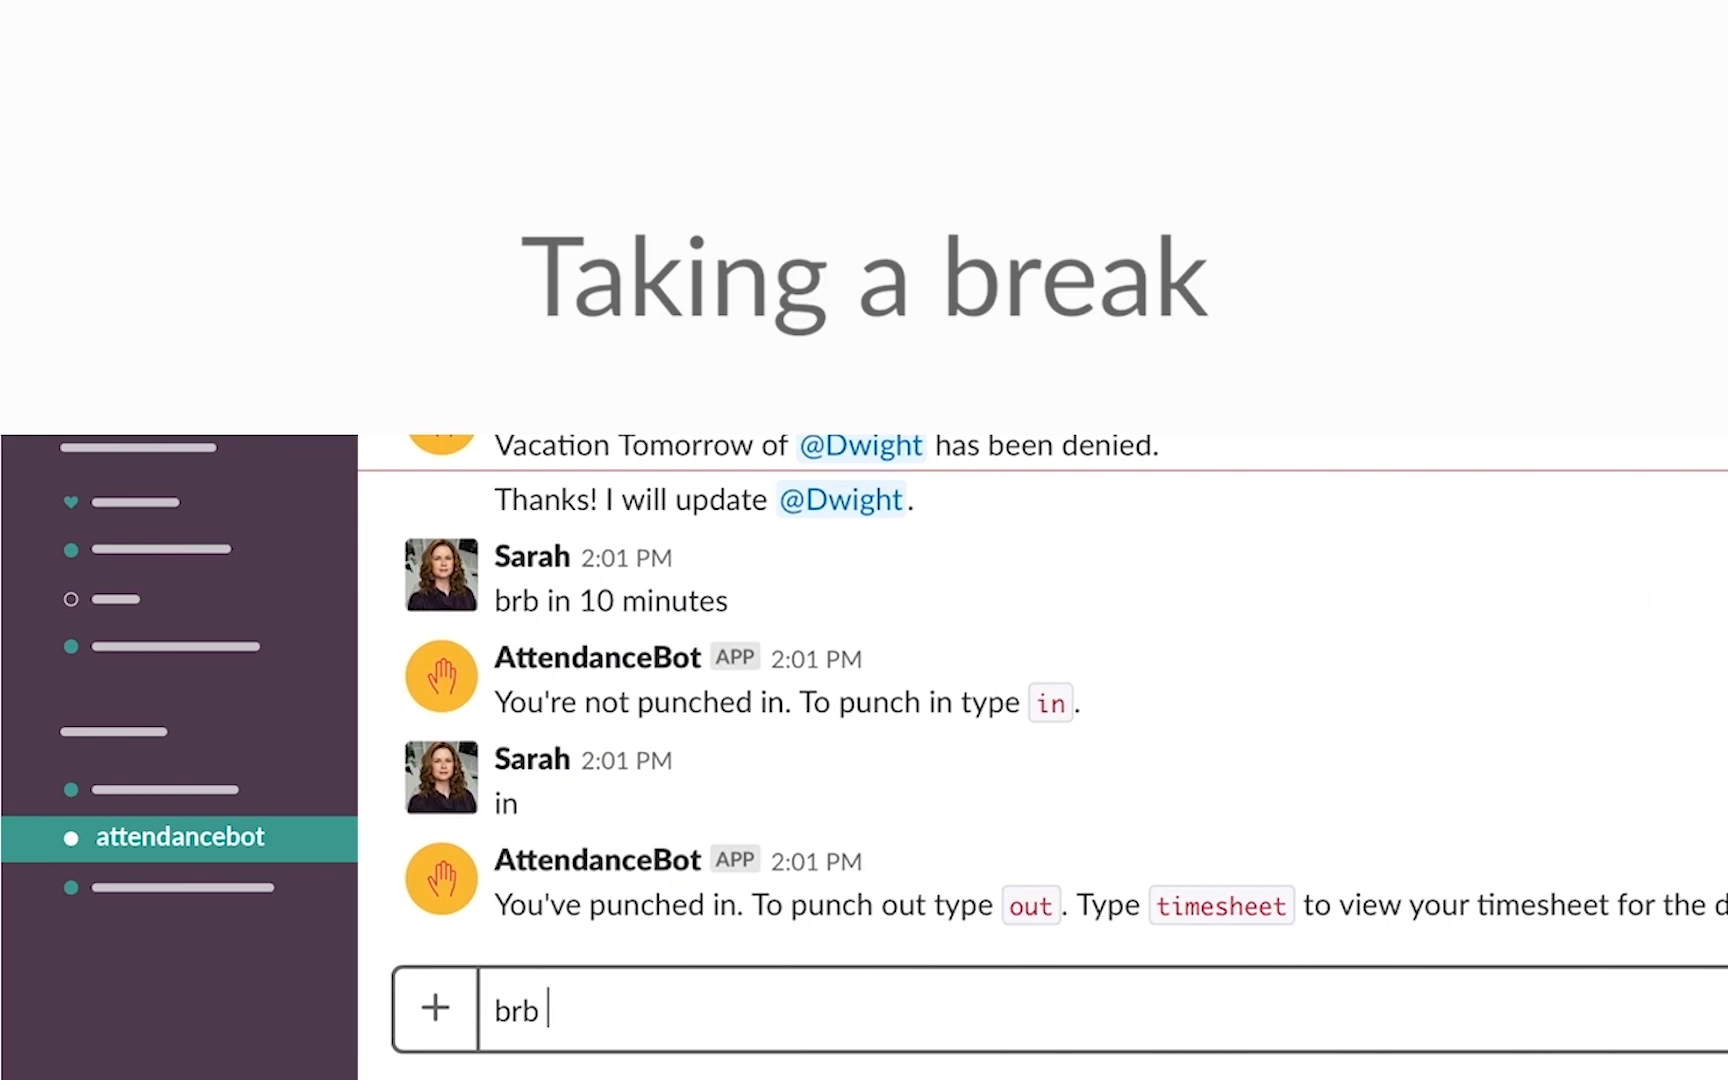 Taking a break
Vacation Tomorrow of @Dwight has been denied.
Thanks! I will update @Dwight.
Sarah 2:01 PM
brb in 10 minutes
AttendanceBot APP 2:01 PM
You're not punched in. To punch in type in.
Sarah 2:01 PM
in
attendancebot
AttendanceBot APP 2:01 PM
You've punched in. To punch out type out. Type timesheet to view your timesheet for the
brb